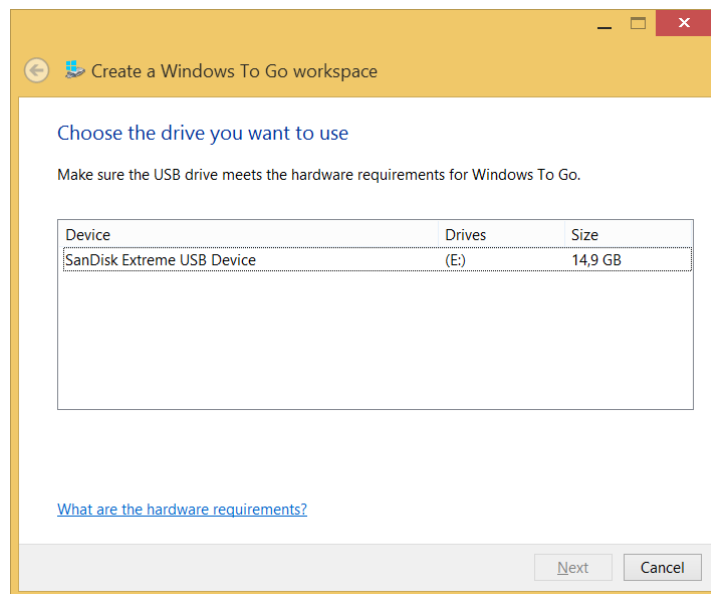 Create a Windows To Go workspace
Choose the drive you want to use
Make sure the USB drive meets the hardware requirements for Windows To Go.
Device Drives Size
SanDisk Extreme USB Device (E:) 14,9 GB
What are the hardware requirements?
Next Cancel